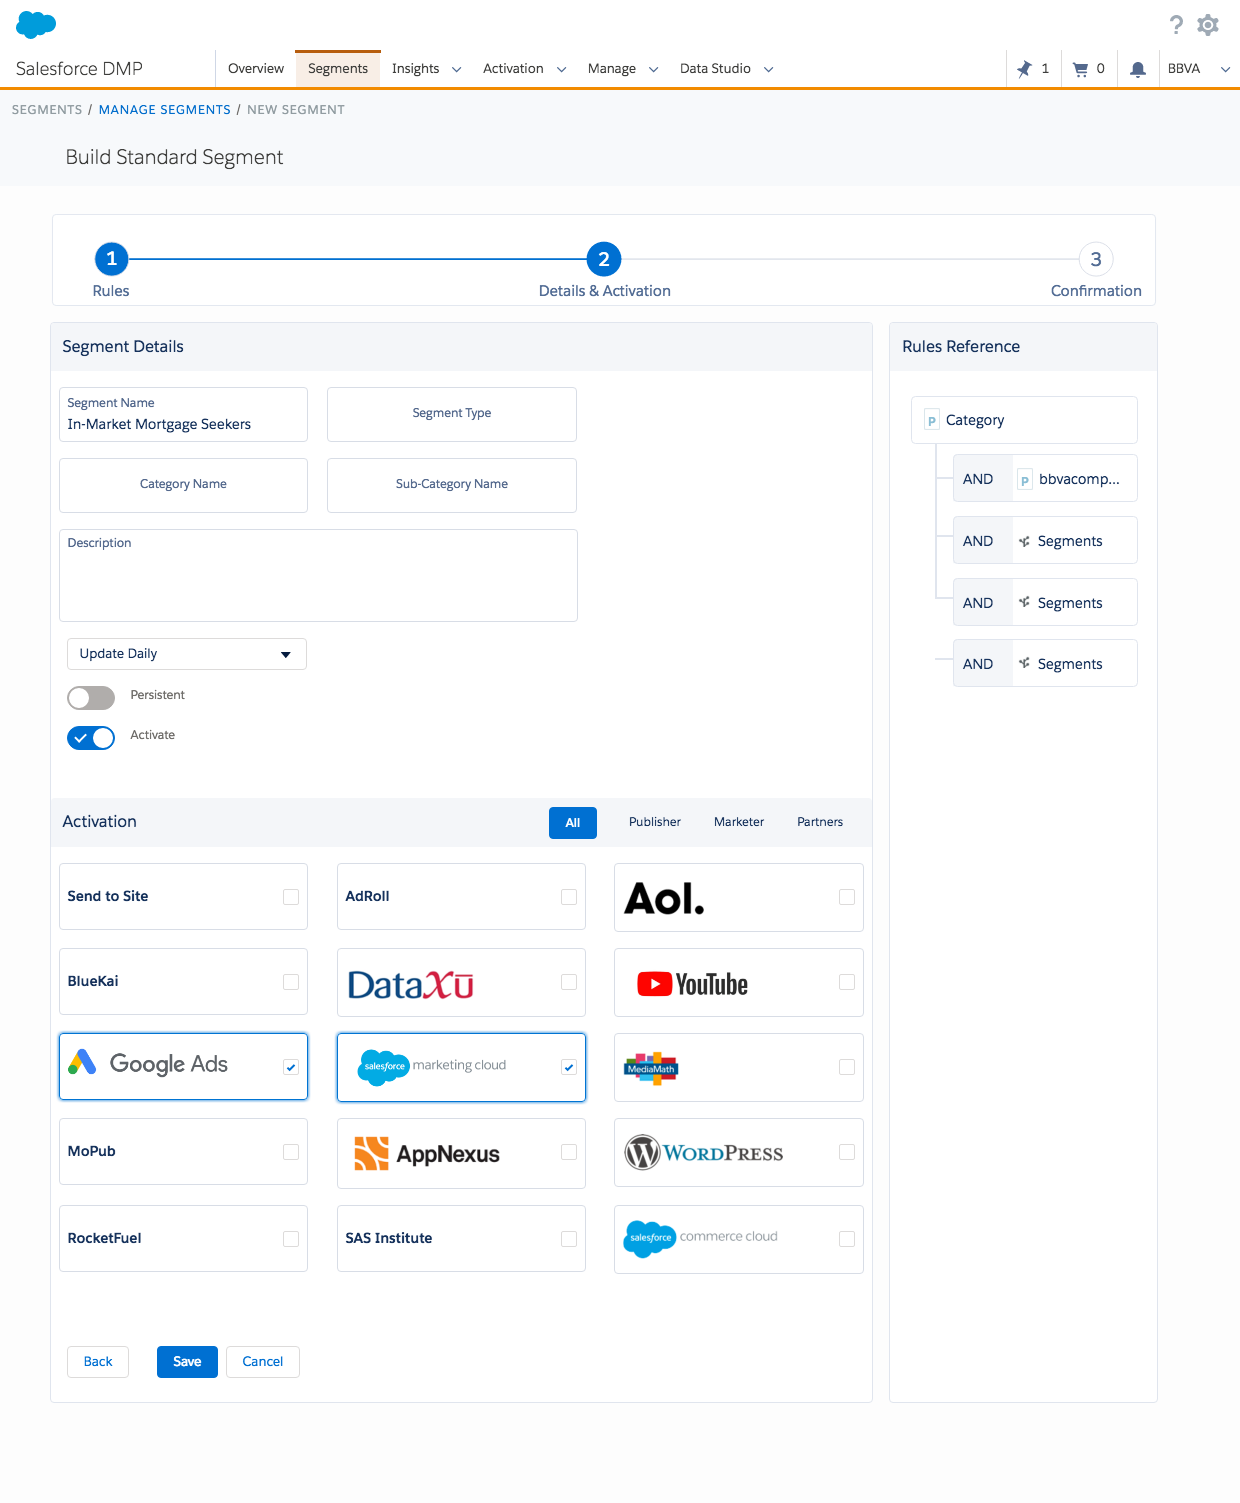 ?
Salesforce DMP
Overview
Segments
Insights
Activation
Manage
Data Studio
1
0
BBVA
SEGMENTS / MANAGE SEGMENTS / NEW SEGMENT
Build Standard Segment
1
2
3
Rules
Details & Activation
Confirmation
Segment Details
Segment Name
In-Market Mortgage Seekers
Segment Type
Category Name
Sub-Category Name
Description
Update Daily
Persistent
Activate
Activation
All
Publisher
Marketer
Partners
Send to Site
AdRoll
Aol.
BlueKai
DataXu
YouTube
Google Ads
salesforce marketing cloud
MediaMath
MoPub
AppNexus
WORDPRESS
RocketFuel
SAS Institute
salesforce commerce cloud
Back
Save
Cancel
Rules Reference
P Category
AND P bbvacomp...
AND Segments
AND Segments
AND Segments